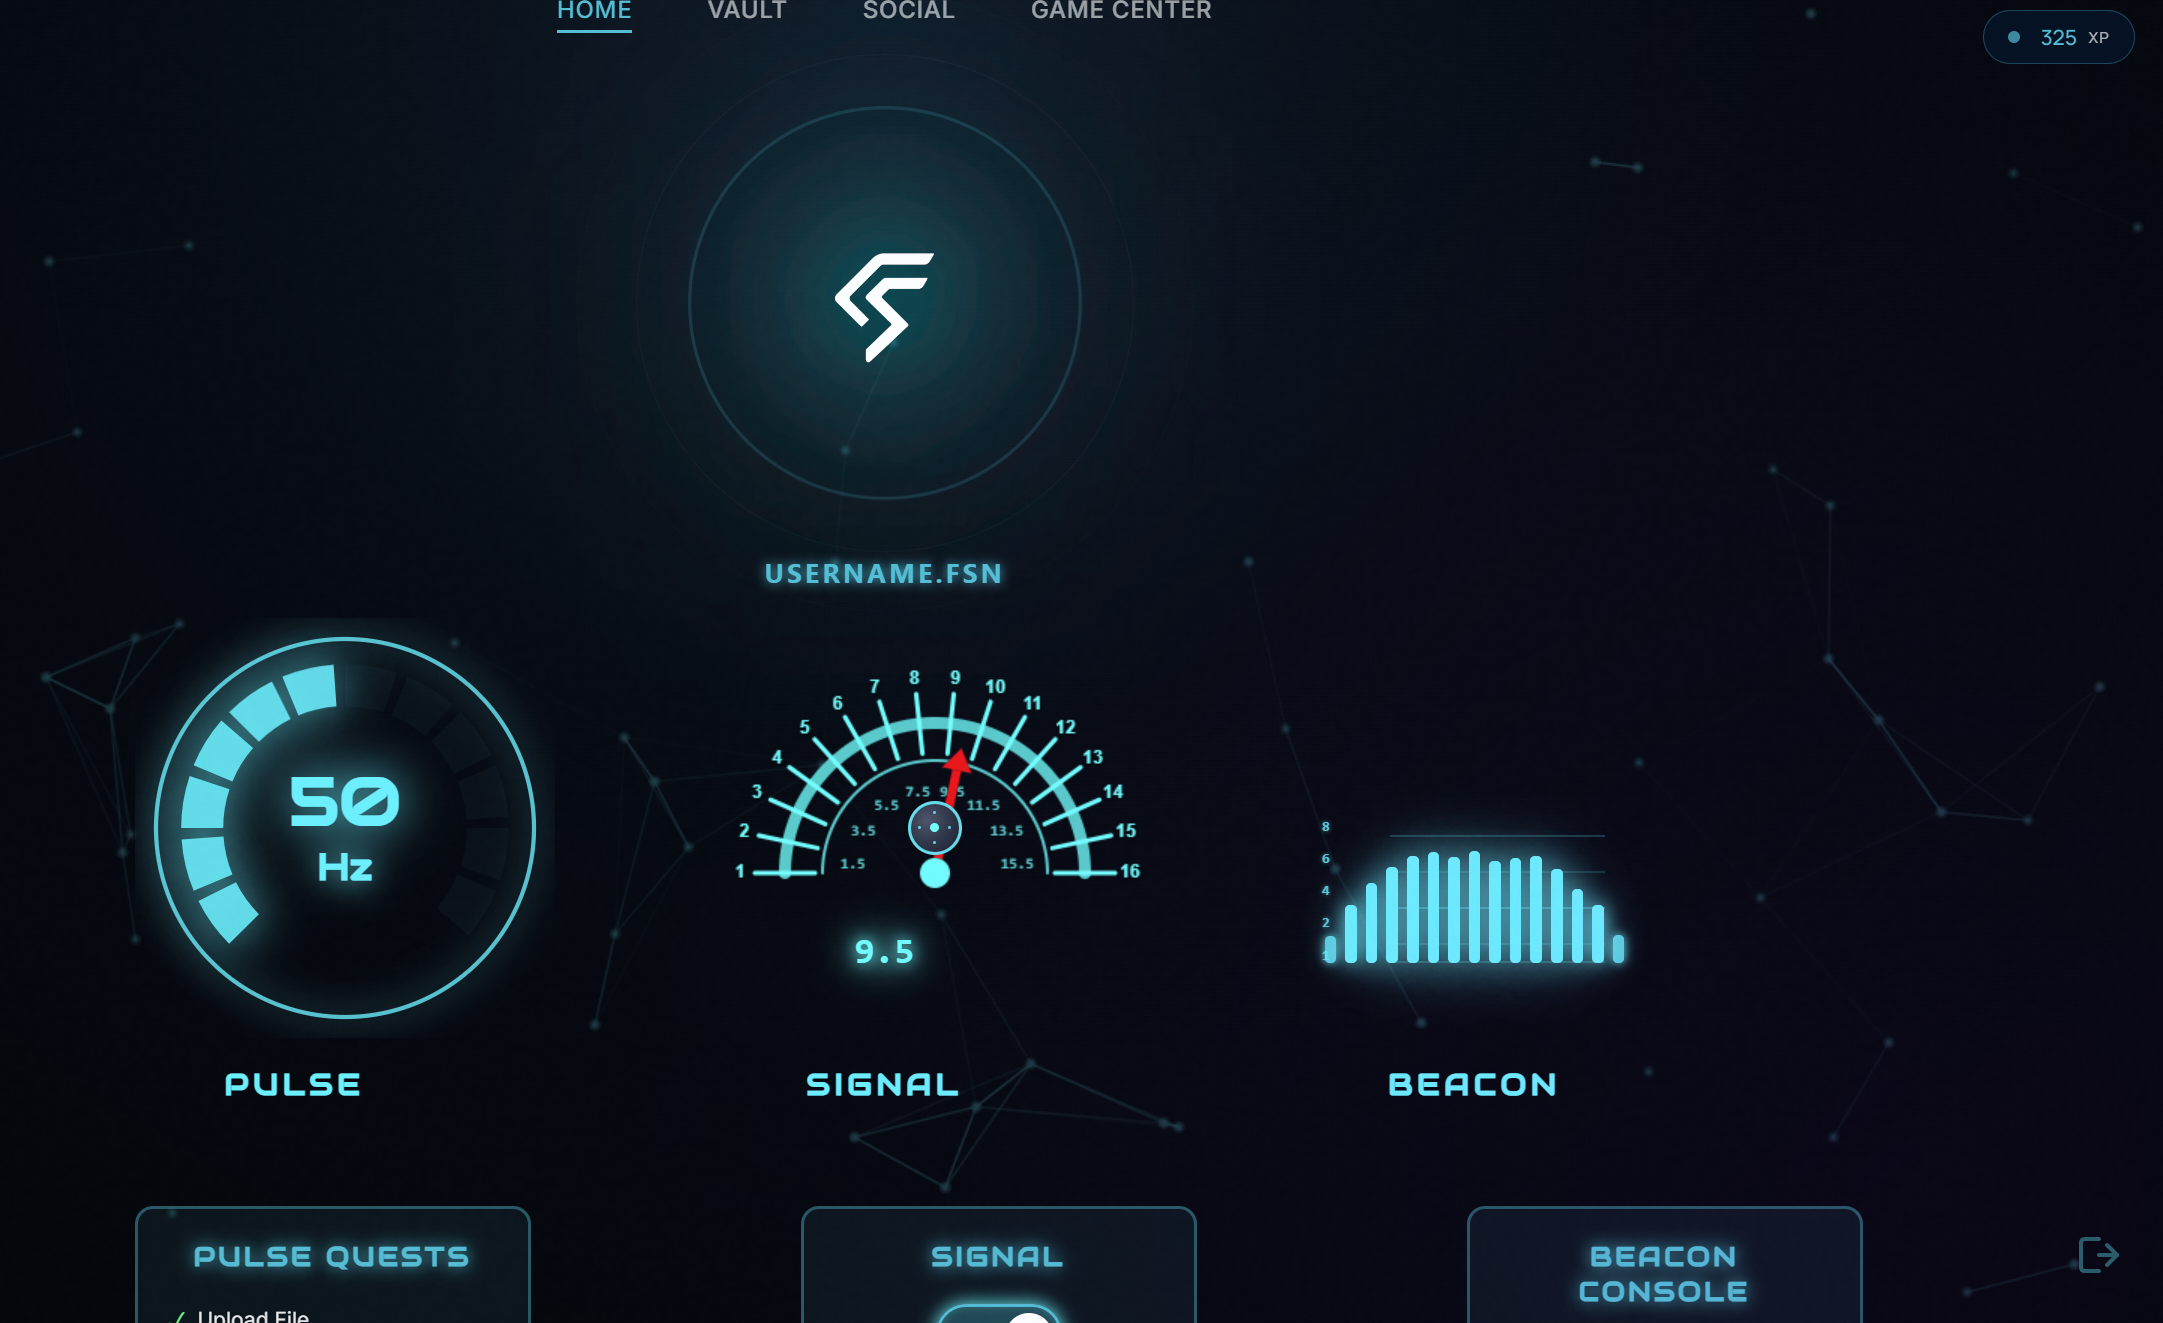 HOME VAULT SOCIAL GAME CENTER
325 XP
USERNAME.FSN
50
Hz
PULSE
1 2 3 4 5 6 7 8 9 10 11 12 13 14 15 16
1.5 3.5 5.5 7.5 9.5 11.5 13.5 15.5
9.5
SIGNAL
8
6
4
2
BEACON
PULSE QUESTS
✓ Upload File
SIGNAL
BEACON
CONSOLE